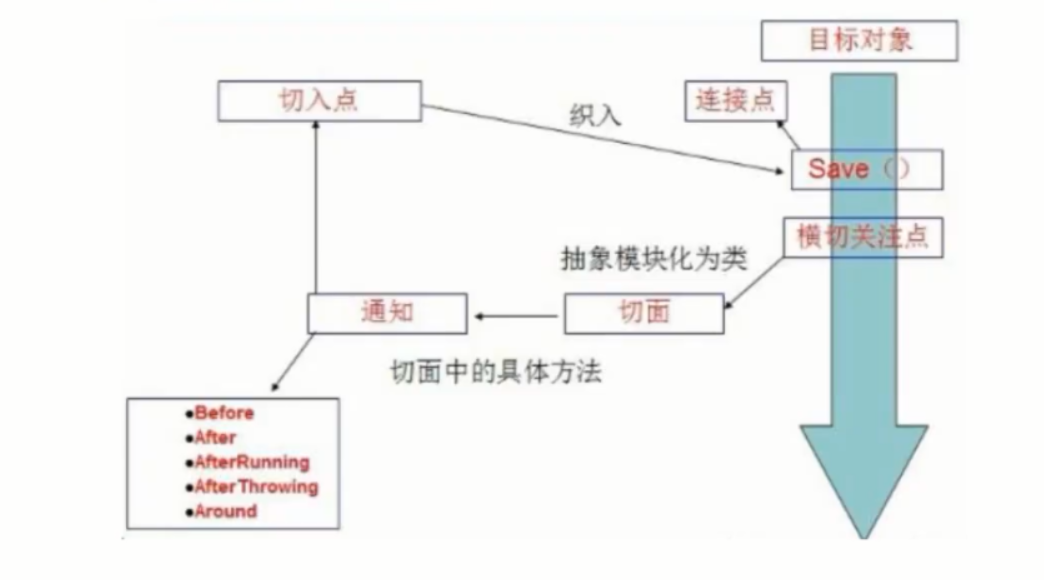 目标对象
切入点
织入
连接点
Save（）
横切关注点
抽象模块化为类
通知
切面
切面中的具体方法
●Before
●After
●AfterRunning
●AfterThrowing
●Around